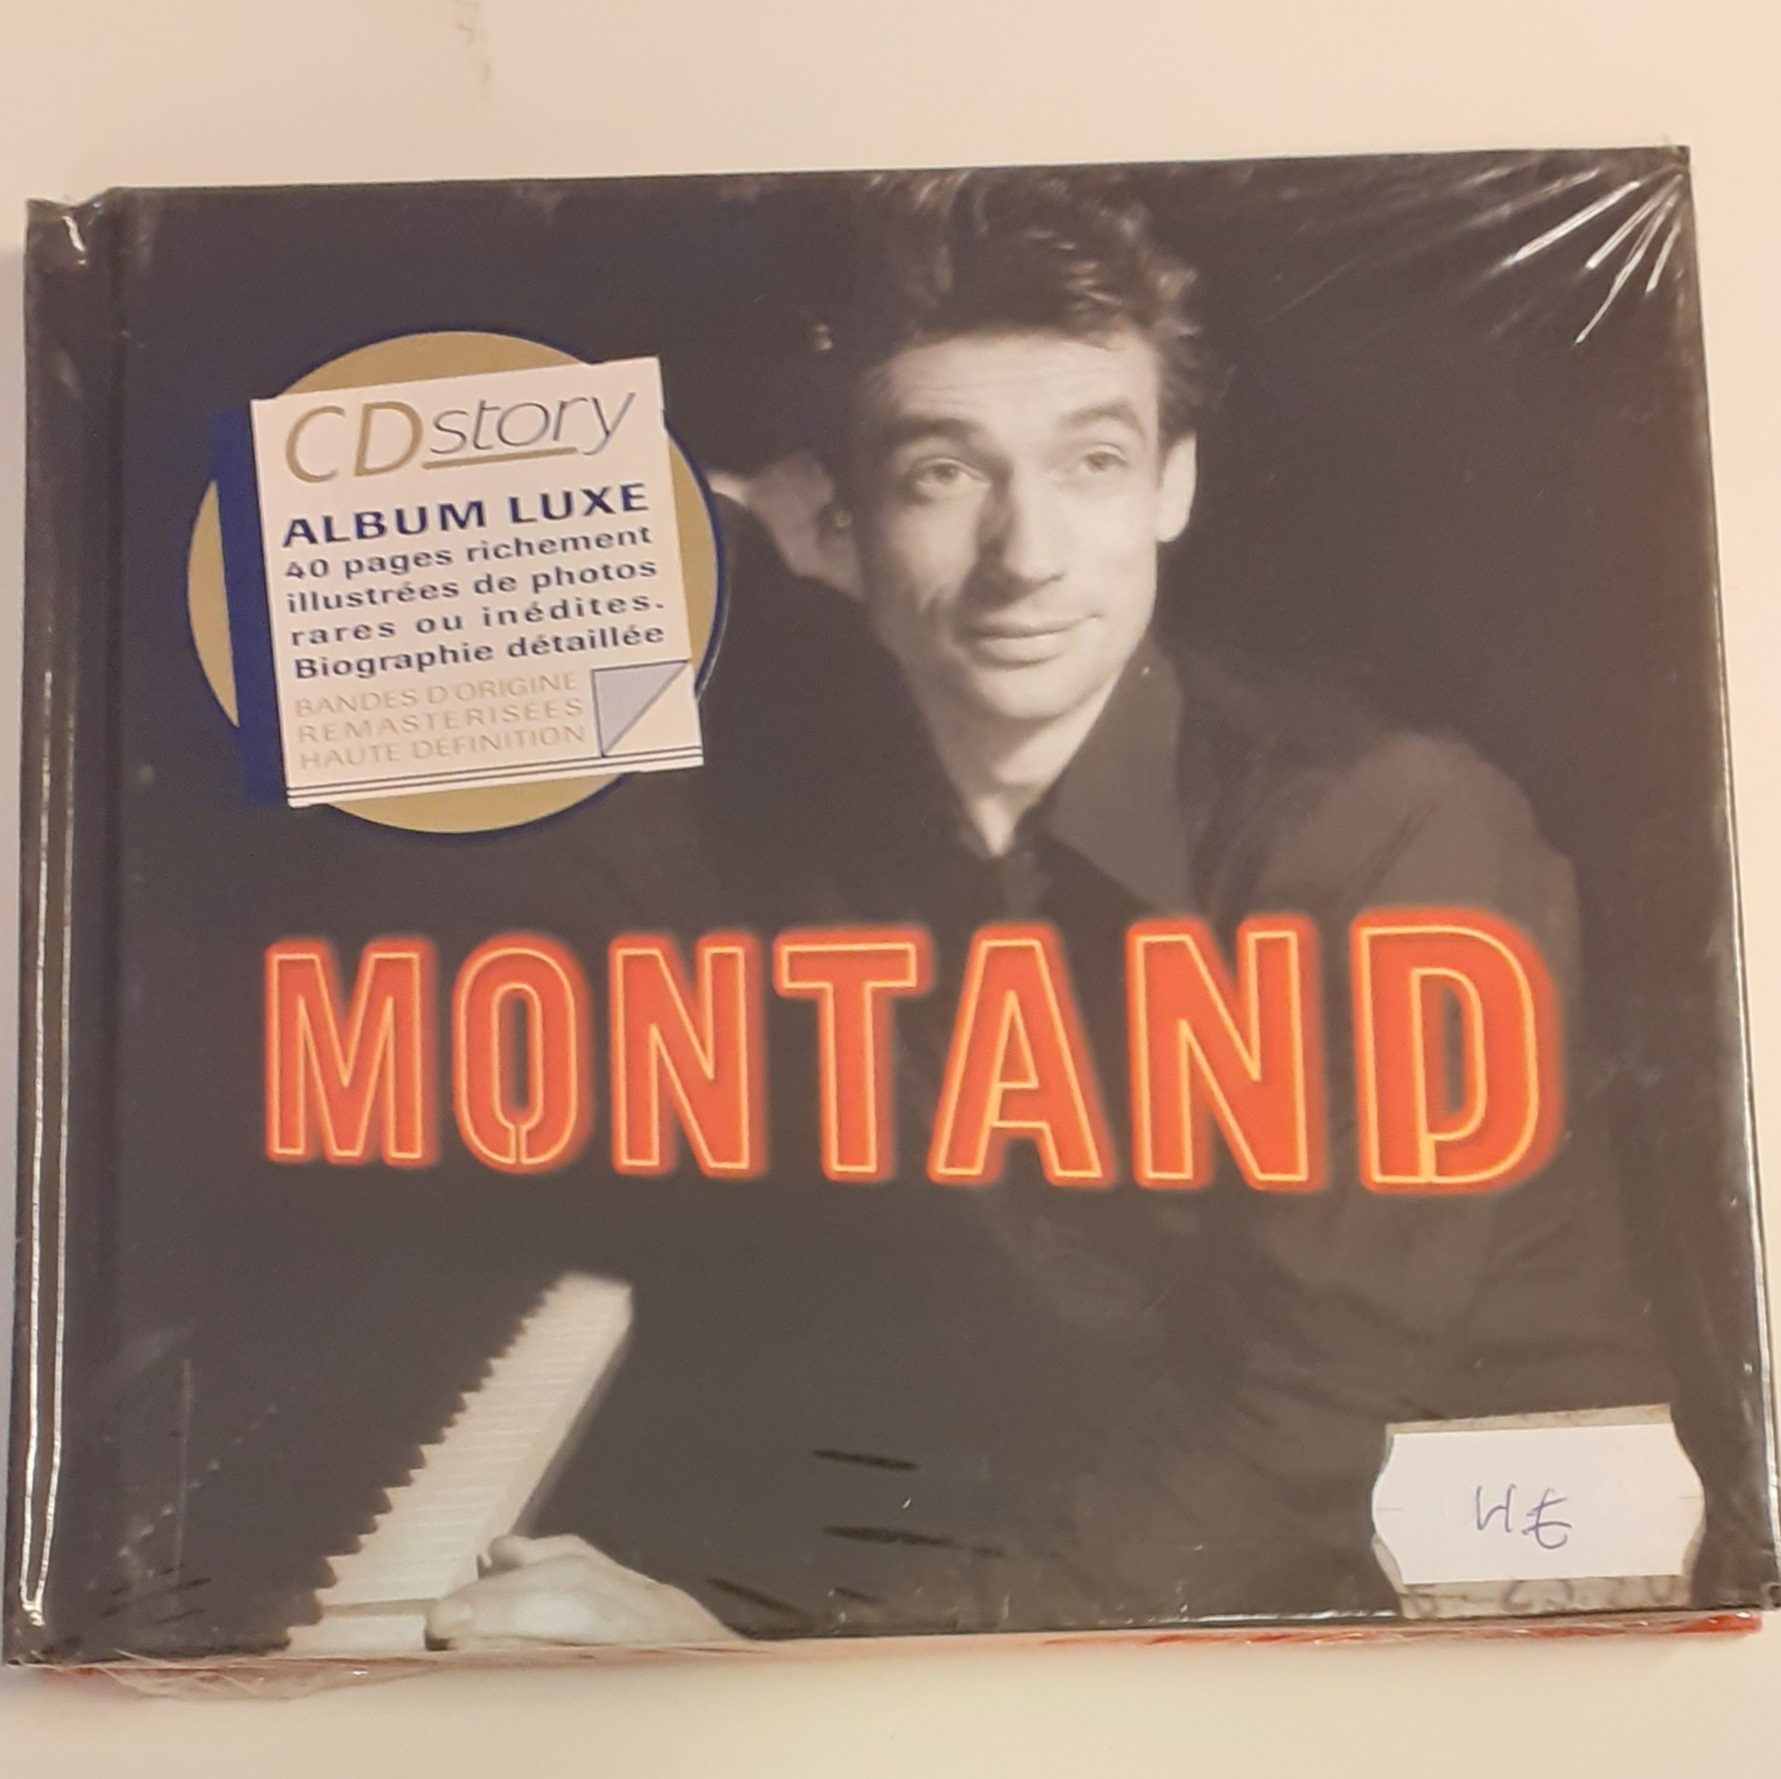 CDstory
ALBUM LUXE
40 pages richement
illustrées de photos
rares ou inédites.
Biographie détaillée
BANDES D'ORIGINE
REMASTERISÉES
HAUTE DÉFINITION
MONTAND